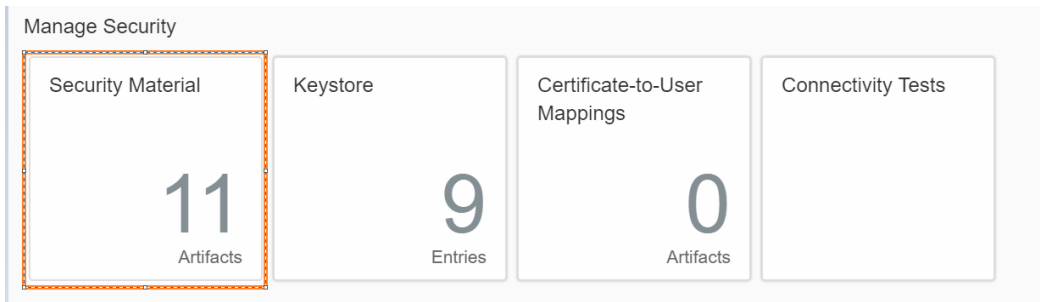 Manage Security
Security Material
11
Artifacts
Keystore
9
Entries
Certificate-to-User
Mappings
0
Artifacts
Connectivity Tests